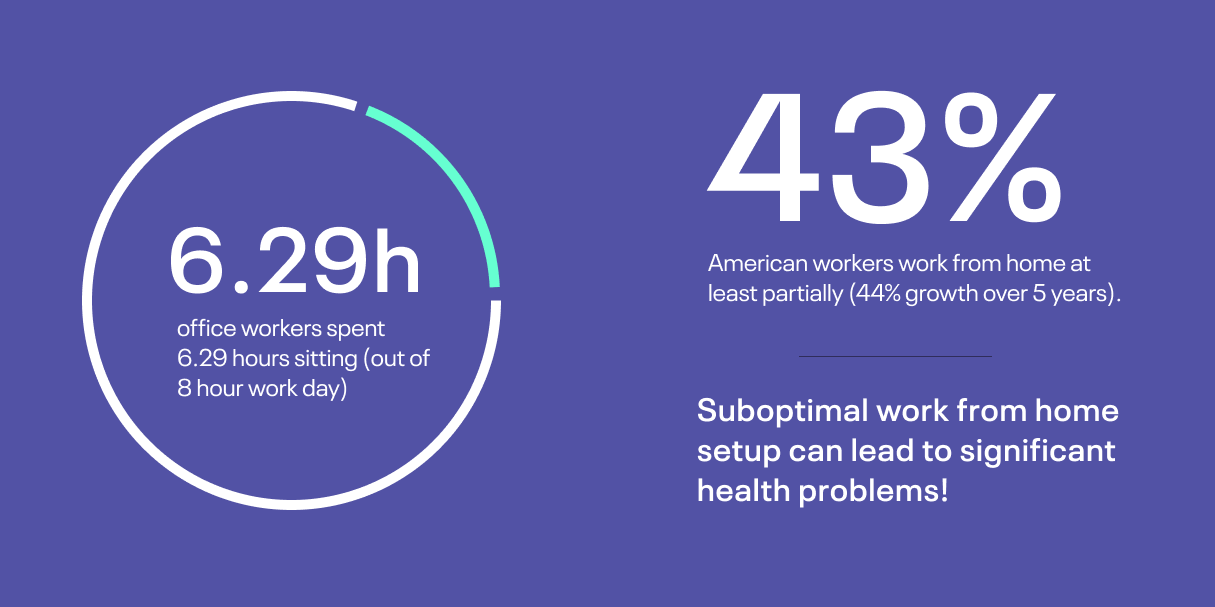 6.29h
office workers spent
6.29 hours sitting (out of
8 hour work day)
43%
American workers work from home at
least partially (44% growth over 5 years).
Suboptimal work from home
setup can lead to significant
health problems!